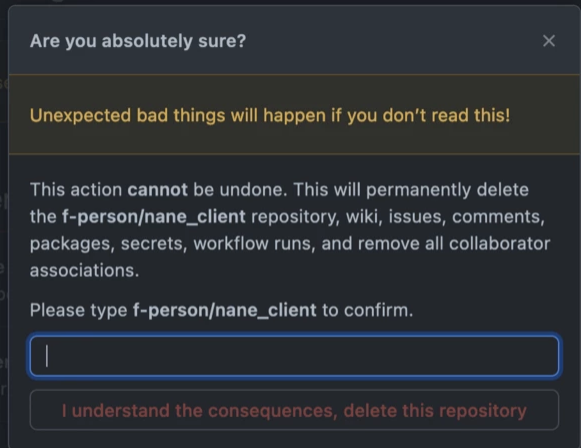 Are you absolutely sure?
Unexpected bad things will happen if you don’t read this!
This action cannot be undone. This will permanently delete
the f-person/nane_client repository, wiki, issues, comments,
packages, secrets, workflow runs, and remove all collaborator
associations.
Please type f-person/nane_client to confirm.
I understand the consequences, delete this repository